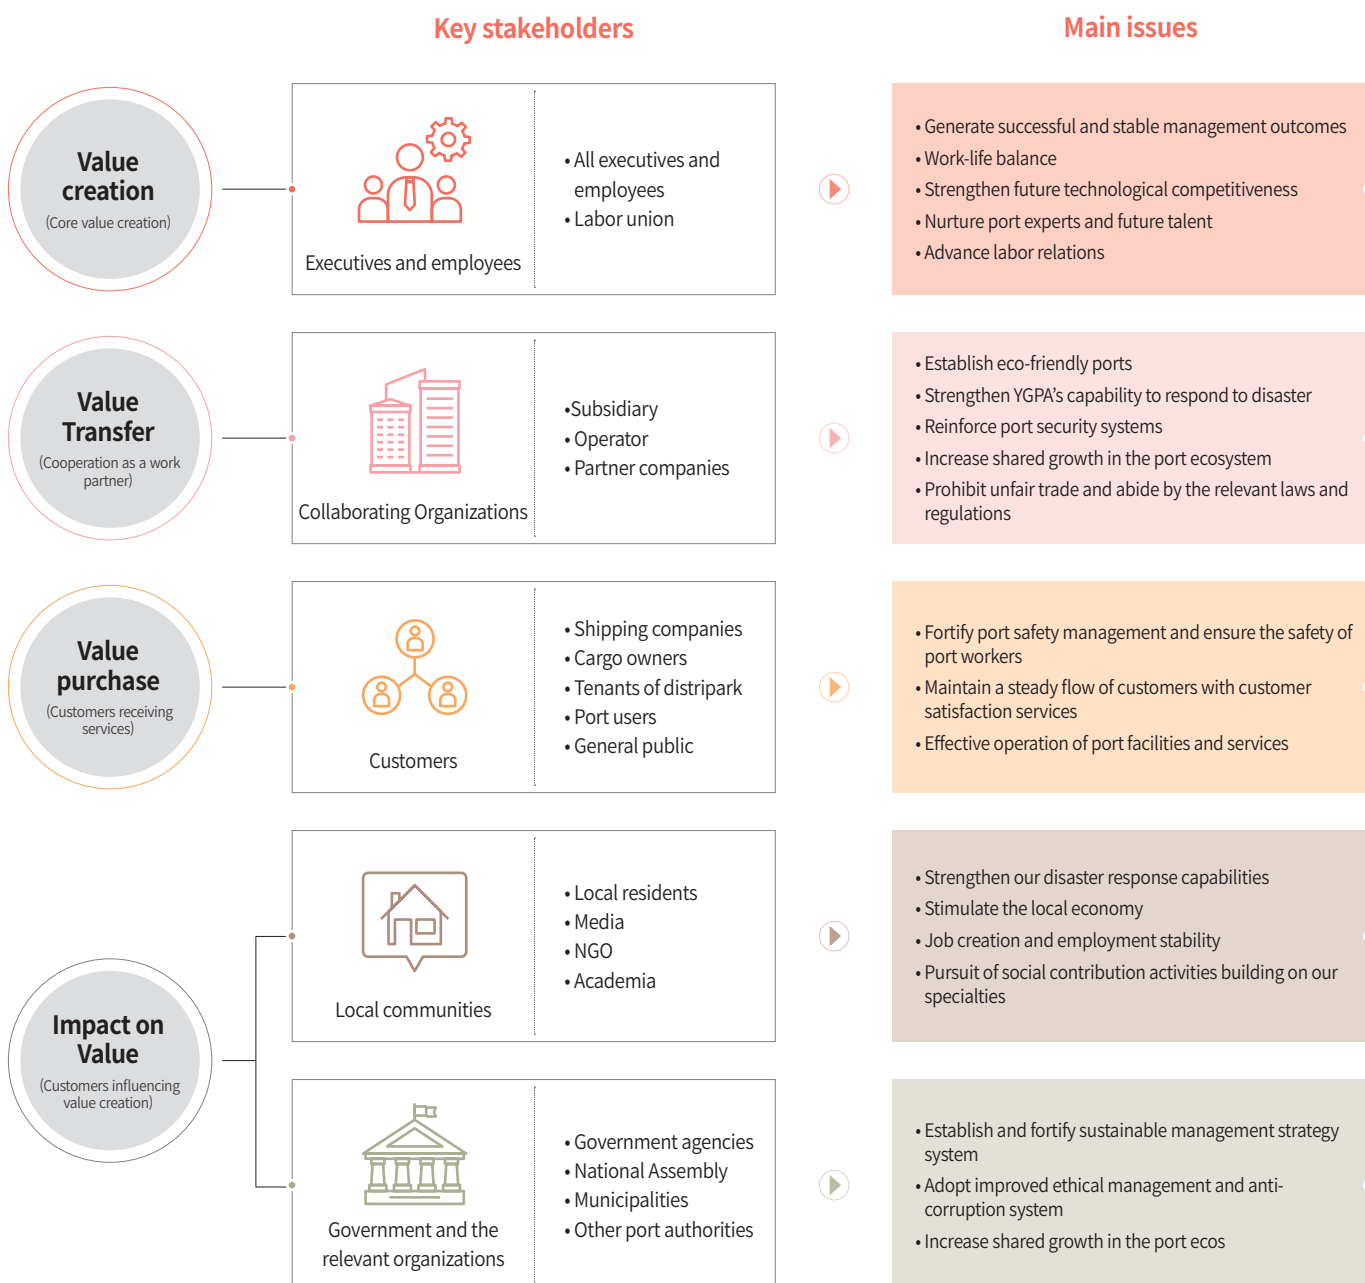 Key stakeholders
Main issues
Value
creation
(Core value creation)
Executives and employees
• All executives and
employees
• Labor union
• Generate successful and stable management outcomes
• Work-life balance
• Strengthen future technological competitiveness
• Nurture port experts and future talent
• Advance labor relations
Value
Transfer
(Cooperation as a work
partner)
Collaborating Organizations
•Subsidiary
• Operator
• Partner companies
• Establish eco-friendly ports
• Strengthen YGPA’s capability to respond to disaster
• Reinforce port security systems
• Increase shared growth in the port ecosystem
• Prohibit unfair trade and abide by the relevant laws and
regulations
Value
purchase
(Customers receiving
services)
Customers
• Shipping companies
• Cargo owners
• Tenants of distripark
• Port users
• General public
• Fortify port safety management and ensure the safety of
port workers
• Maintain a steady flow of customers with customer
satisfaction services
• Effective operation of port facilities and services
Impact on
Value
(Customers influencing
value creation)
Local communities
• Local residents
• Media
• NGO
• Academia
• Strengthen our disaster response capabilities
• Stimulate the local economy
• Job creation and employment stability
• Pursuit of social contribution activities building on our
specialties
Government and the
relevant organizations
• Government agencies
• National Assembly
• Municipalities
• Other port authorities
• Establish and fortify sustainable management strategy
system
• Adopt improved ethical management and anti-
corruption system
• Increase shared growth in the port ecos